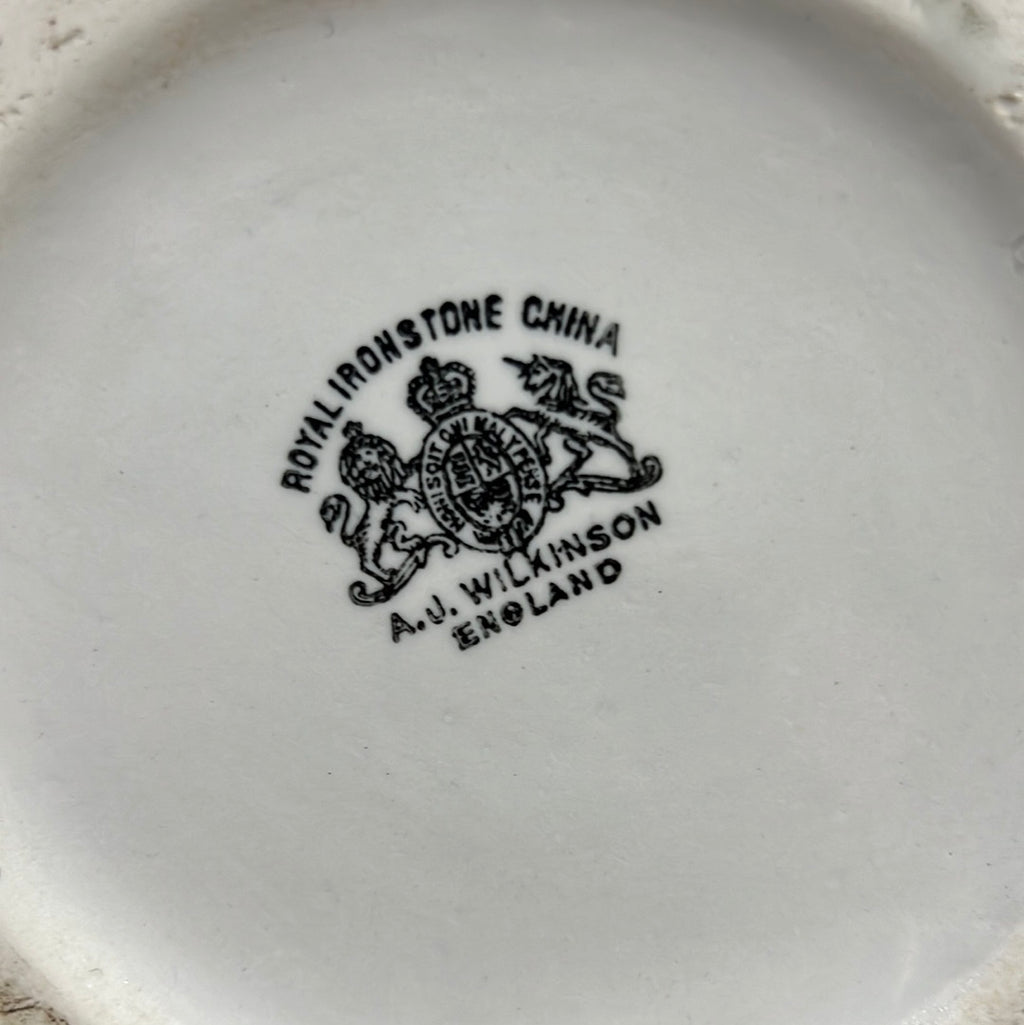 ROYAL IRONSTONE CHINA
HONI SOIT QUI MAL Y PENSE
A.J. WILKINSON
ENGLAND